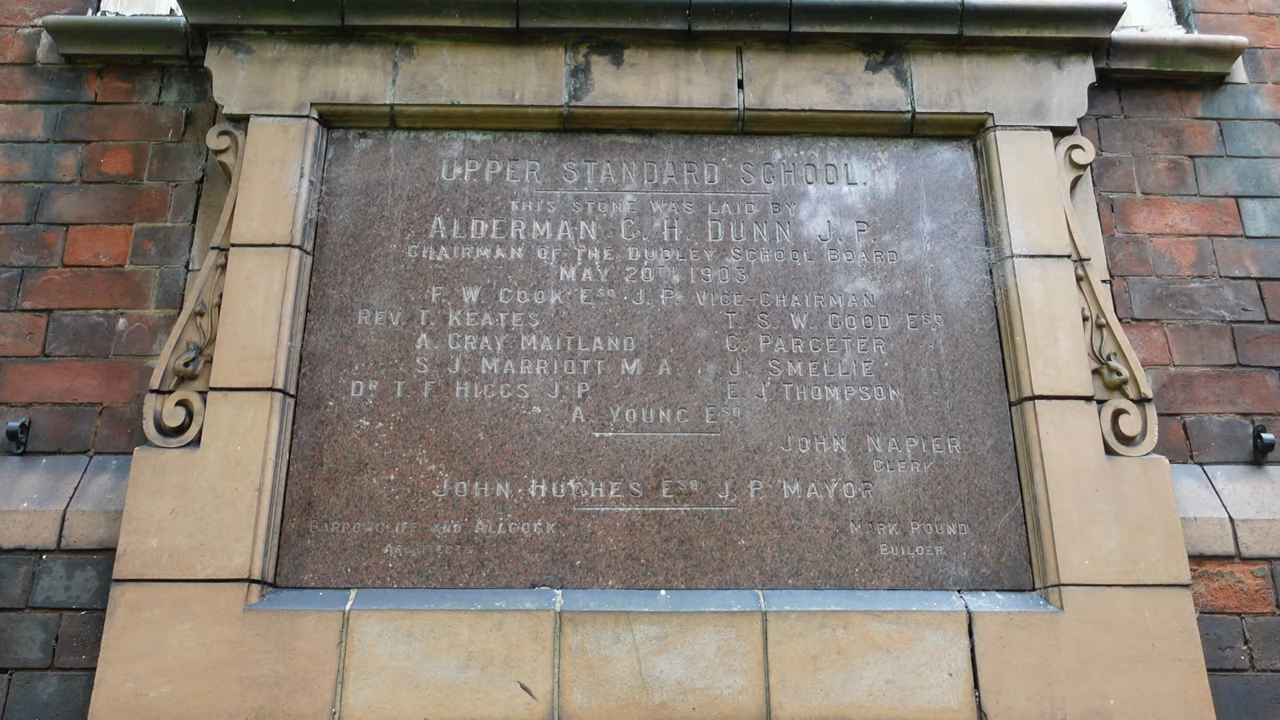 UPPER STANDARD SCHOOL.
THIS STONE WAS LAID BY
ALDERMAN G. H. DUNN J. P.
CHAIRMAN OF THE DUDLEY SCHOOL BOARD
MAY 20TH 1903
F. W. COOK ESQ. J. P. VICE-CHAIRMAN
REV. T. KEATES T. S. W. GOOD ESQ
A. GRAY MAITLAND C. PARGETER
S. J. MARRIOTT M A J. SMELLIE
DR T. F. HIGGS J. P E. J THOMPSON
A. YOUNG ESQ
JOHN NAPIER
CLERK
JOHN HUGHES ESQ J. P. MAYOR
BARROWCLIFF AND ALLCOCK MARK ROUND
ARCHITECTS BUILDER